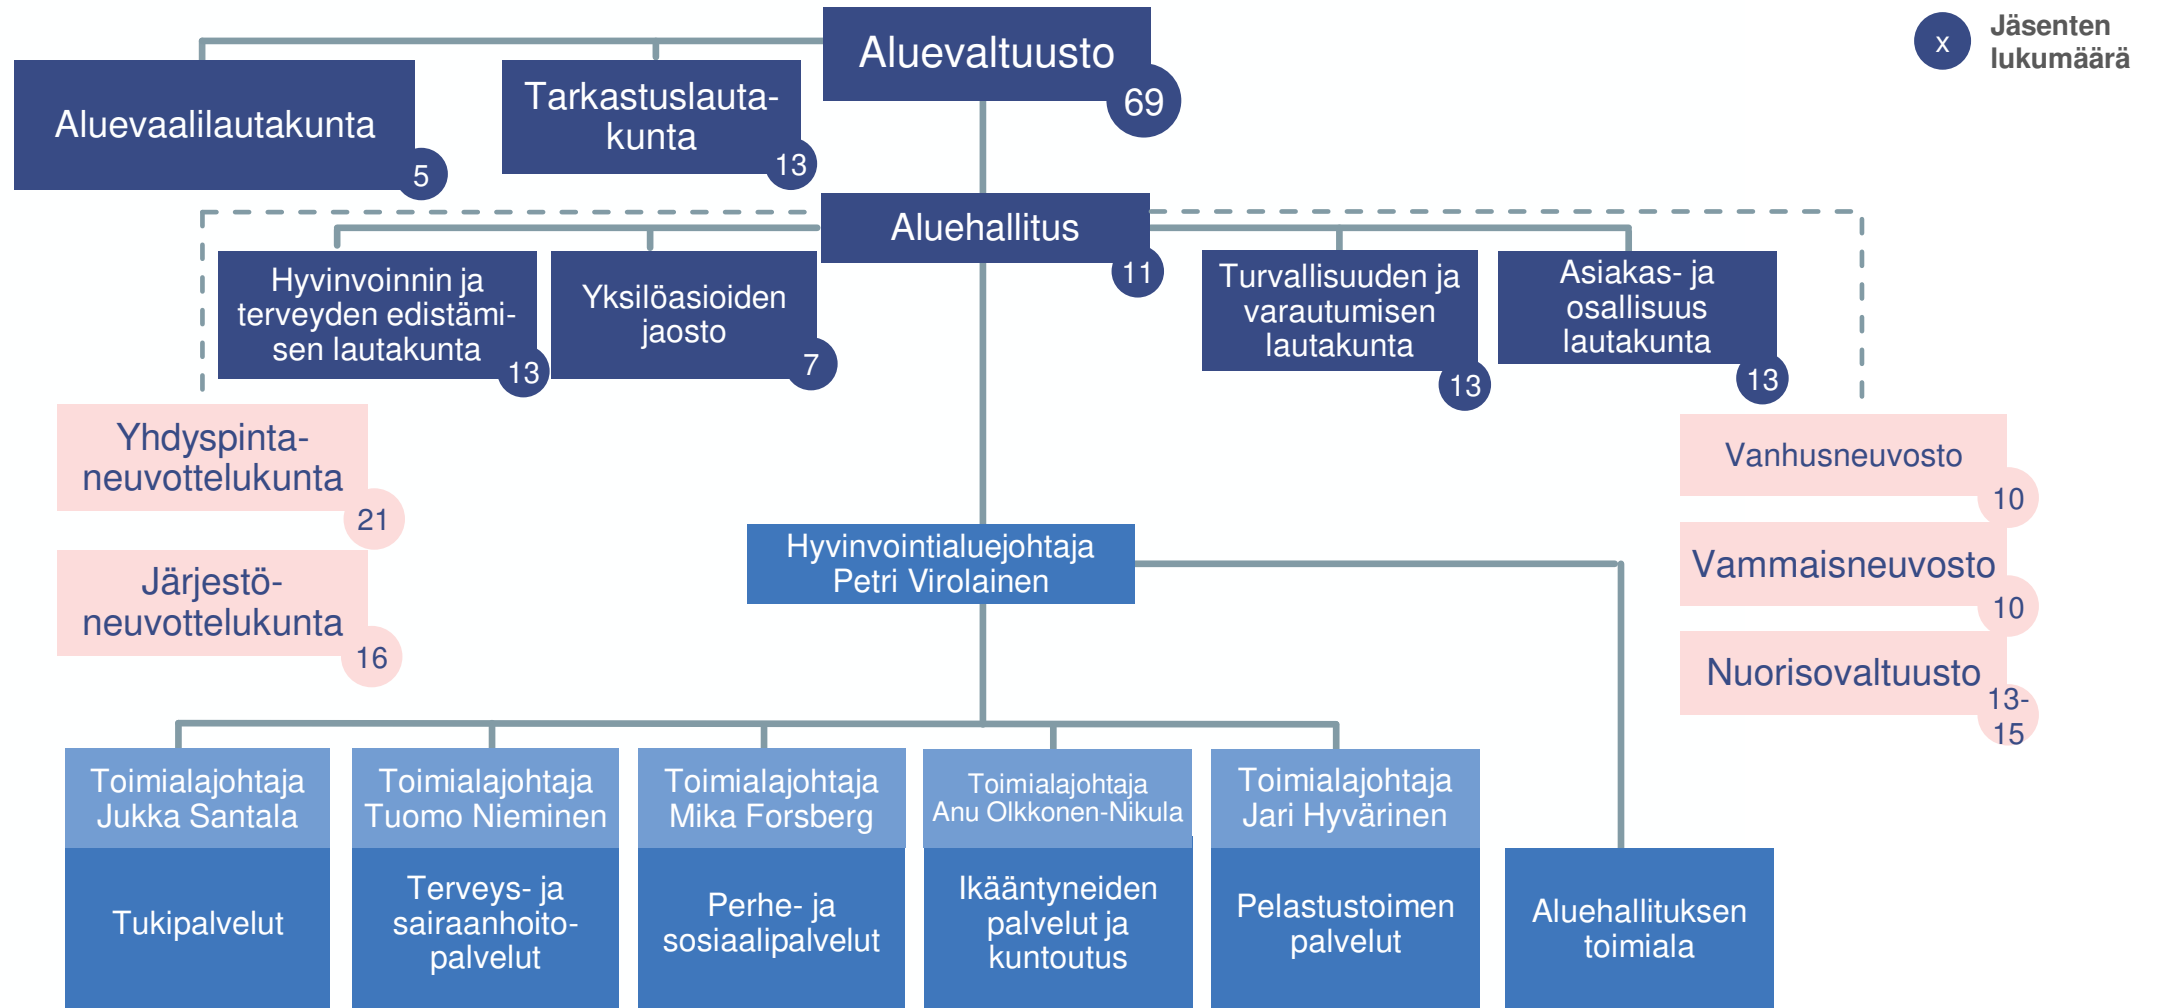 Aluevaltuusto
69
x
Jäsenten
lukumäärä
Aluevaalilautakunta
5
Tarkastuslauta-
kunta
13
Aluehallitus
11
Hyvinvoinnin ja
terveyden edistämi-
sen lautakunta
13
Yksilöasioiden
jaosto
7
Turvallisuuden ja
varautumisen
lautakunta
13
Asiakas- ja
osallisuus
lautakunta
13
Yhdyspinta-
neuvottelukunta
21
Järjestö-
neuvottelukunta
16
Vanhusneuvosto
10
Vammaisneuvosto
10
Nuorisovaltuusto
13-
15
Hyvinvointialuejohtaja
Petri Virolainen
Toimialajohtaja
Jukka Santala
Tukipalvelut
Toimialajohtaja
Tuomo Nieminen
Terveys- ja
sairaanhoito-
palvelut
Toimialajohtaja
Mika Forsberg
Perhe- ja
sosiaalipalvelut
Toimialajohtaja
Anu Olkkonen-Nikula
Ikääntyneiden
palvelut ja
kuntoutus
Toimialajohtaja
Jari Hyvärinen
Pelastustoimen
palvelut
Aluehallituksen
toimiala